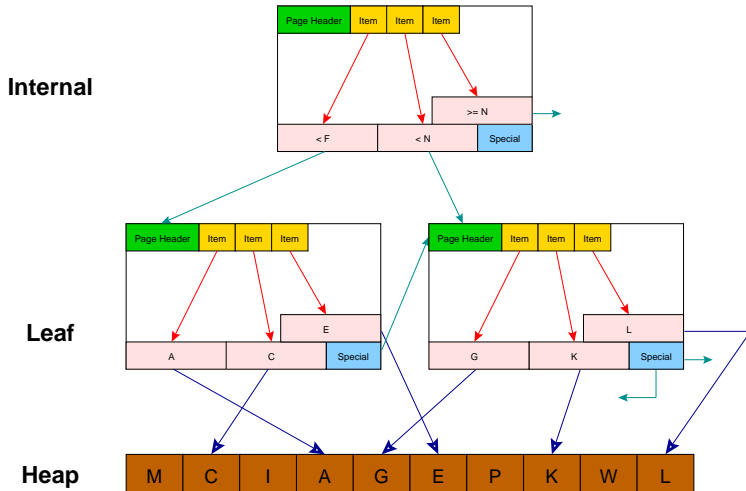 Page Header Item Item Item
Internal
>= N
< F < N Special
Page Header Item Item Item Page Header Item Item Item
Leaf
E L
A C Special G K Special
Heap M C I A G E P K W L